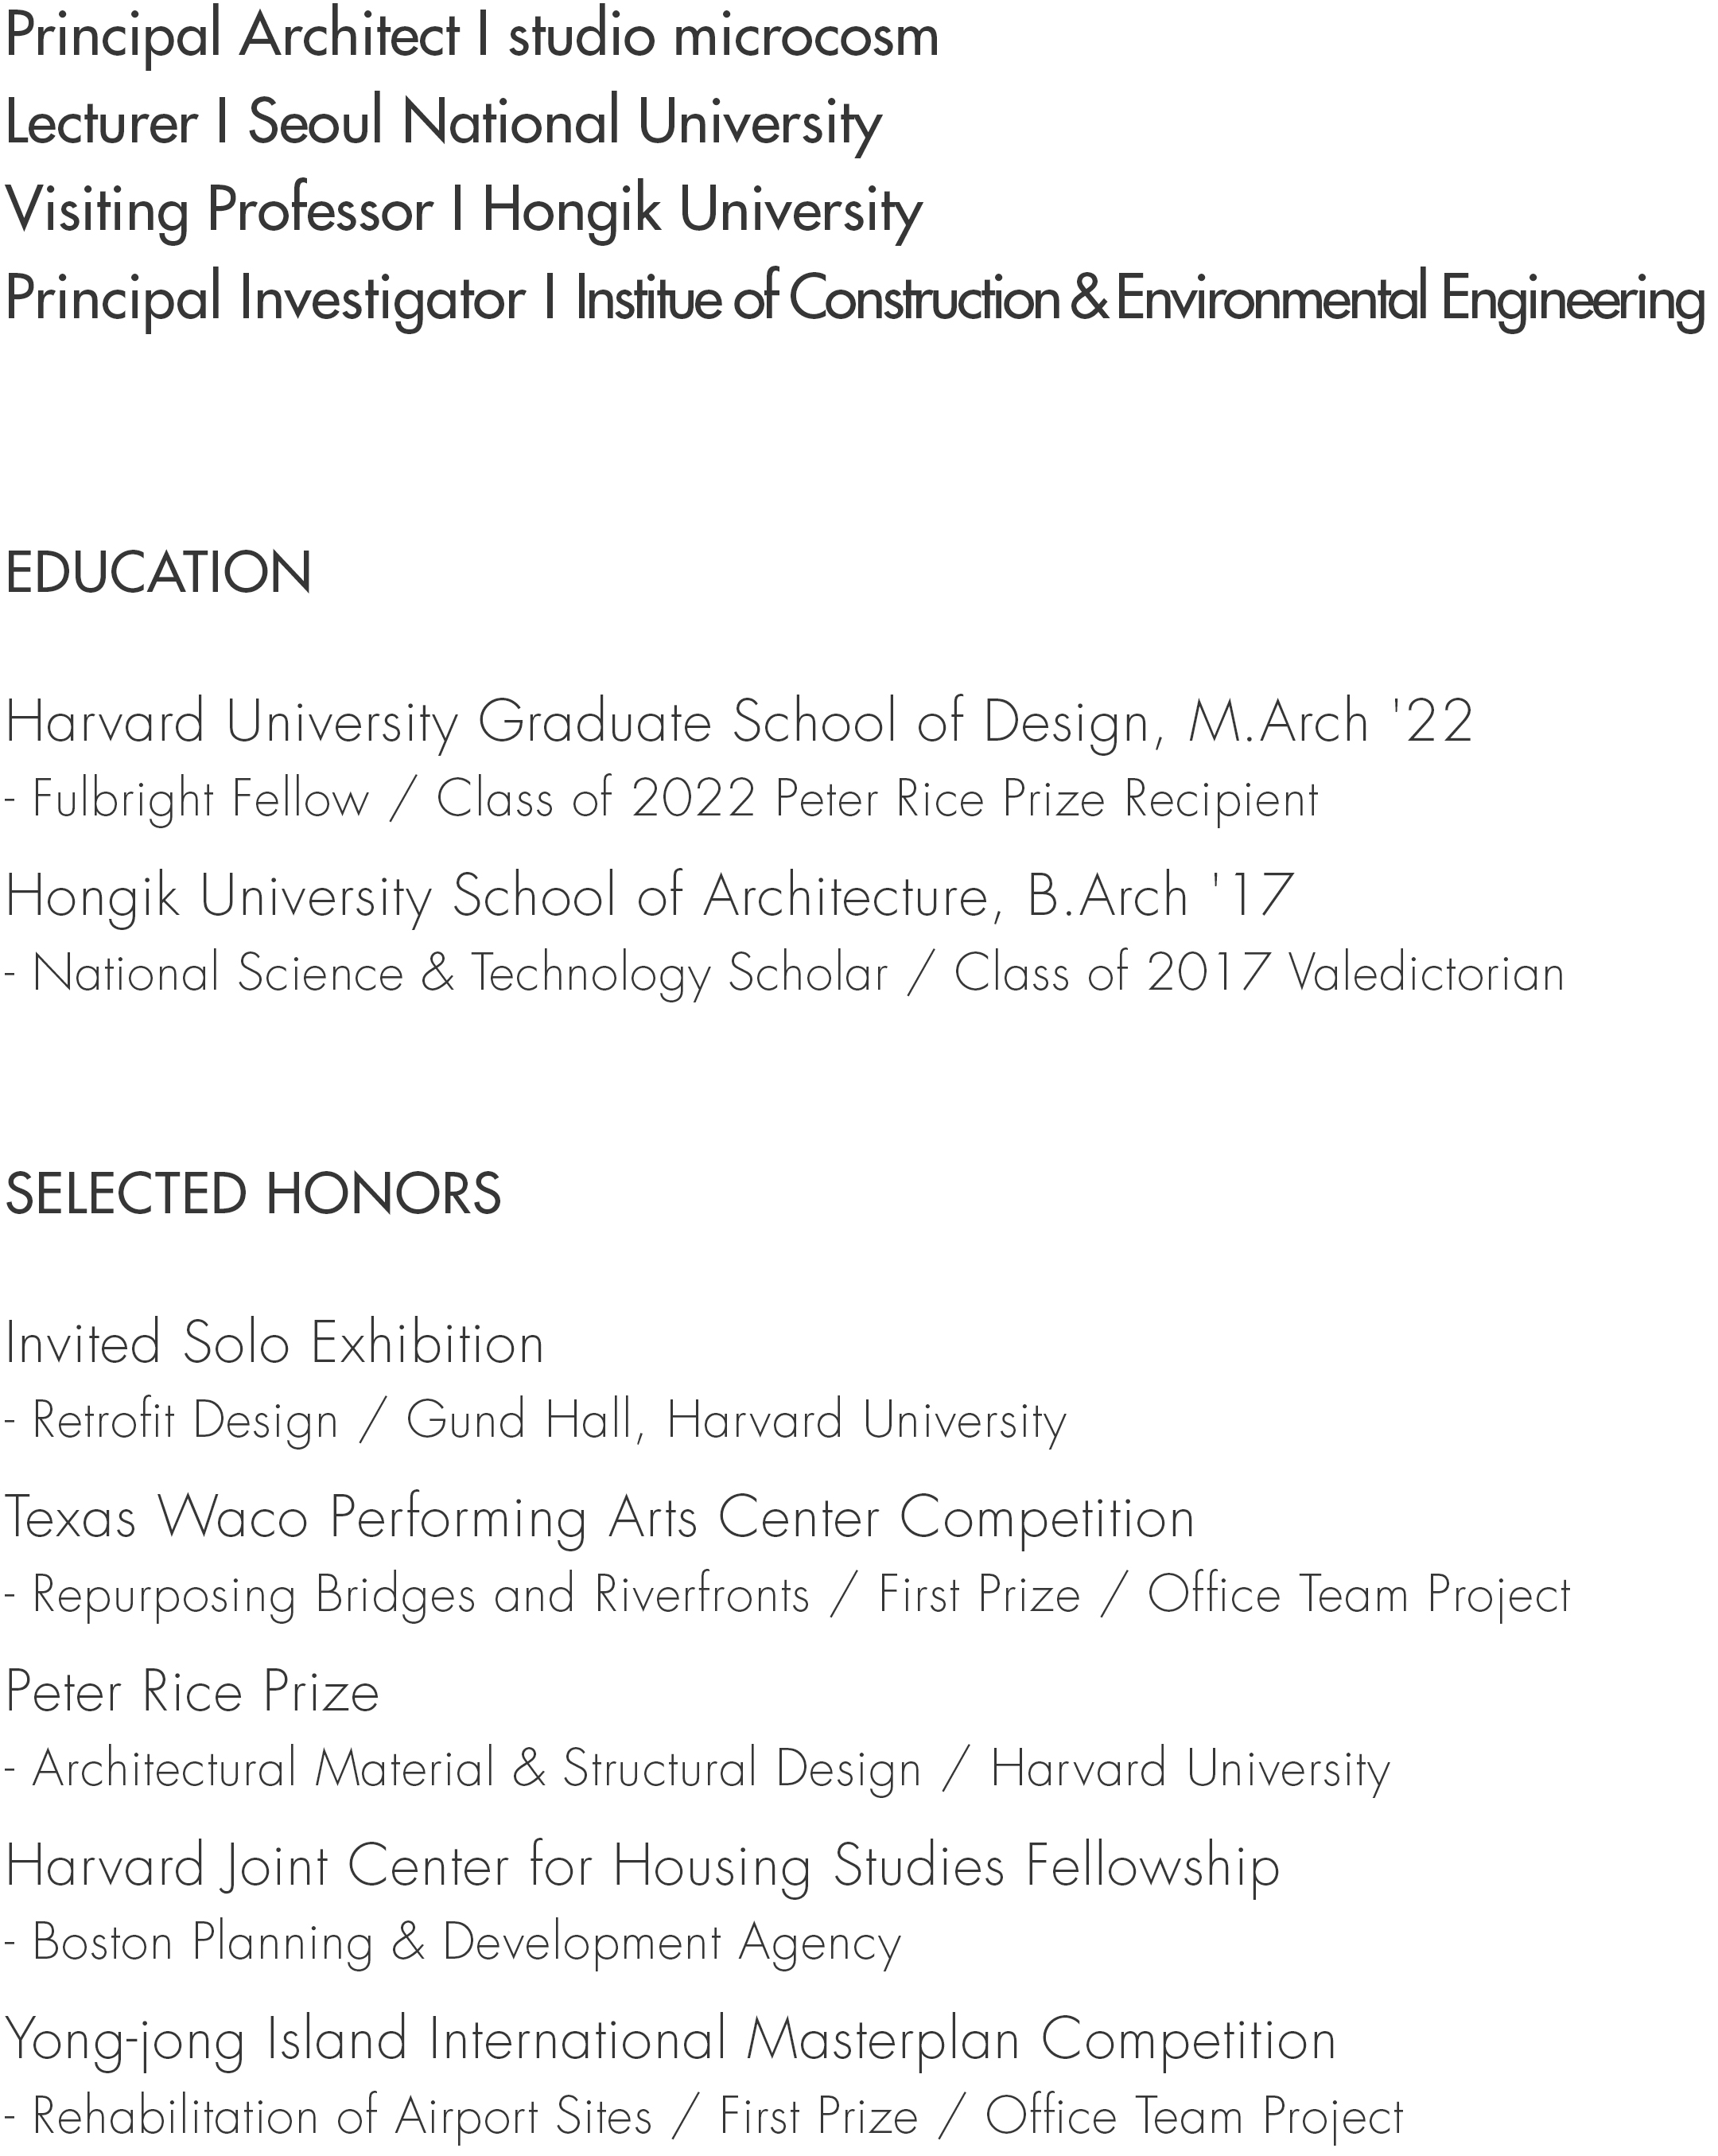 Principal Architect I studio microcosm
Lecturer I Seoul National University
Visiting Professor I Hongik University
Principal Investigator I Institue of Construction & Environmental Engineering
EDUCATION
Harvard University Graduate School of Design, M.Arch '22
- Fulbright Fellow / Class of 2022 Peter Rice Prize Recipient
Hongik University School of Architecture, B.Arch '17
- National Science & Technology Scholar / Class of 2017 Valedictorian
SELECTED HONORS
Invited Solo Exhibition
- Retrofit Design / Gund Hall, Harvard University
Texas Waco Performing Arts Center Competition
- Repurposing Bridges and Riverfronts / First Prize / Office Team Project
Peter Rice Prize
- Architectural Material & Structural Design / Harvard University
Harvard Joint Center for Housing Studies Fellowship
- Boston Planning & Development Agency
Yong-jong Island International Masterplan Competition
- Rehabilitation of Airport Sites / First Prize / Office Team Project